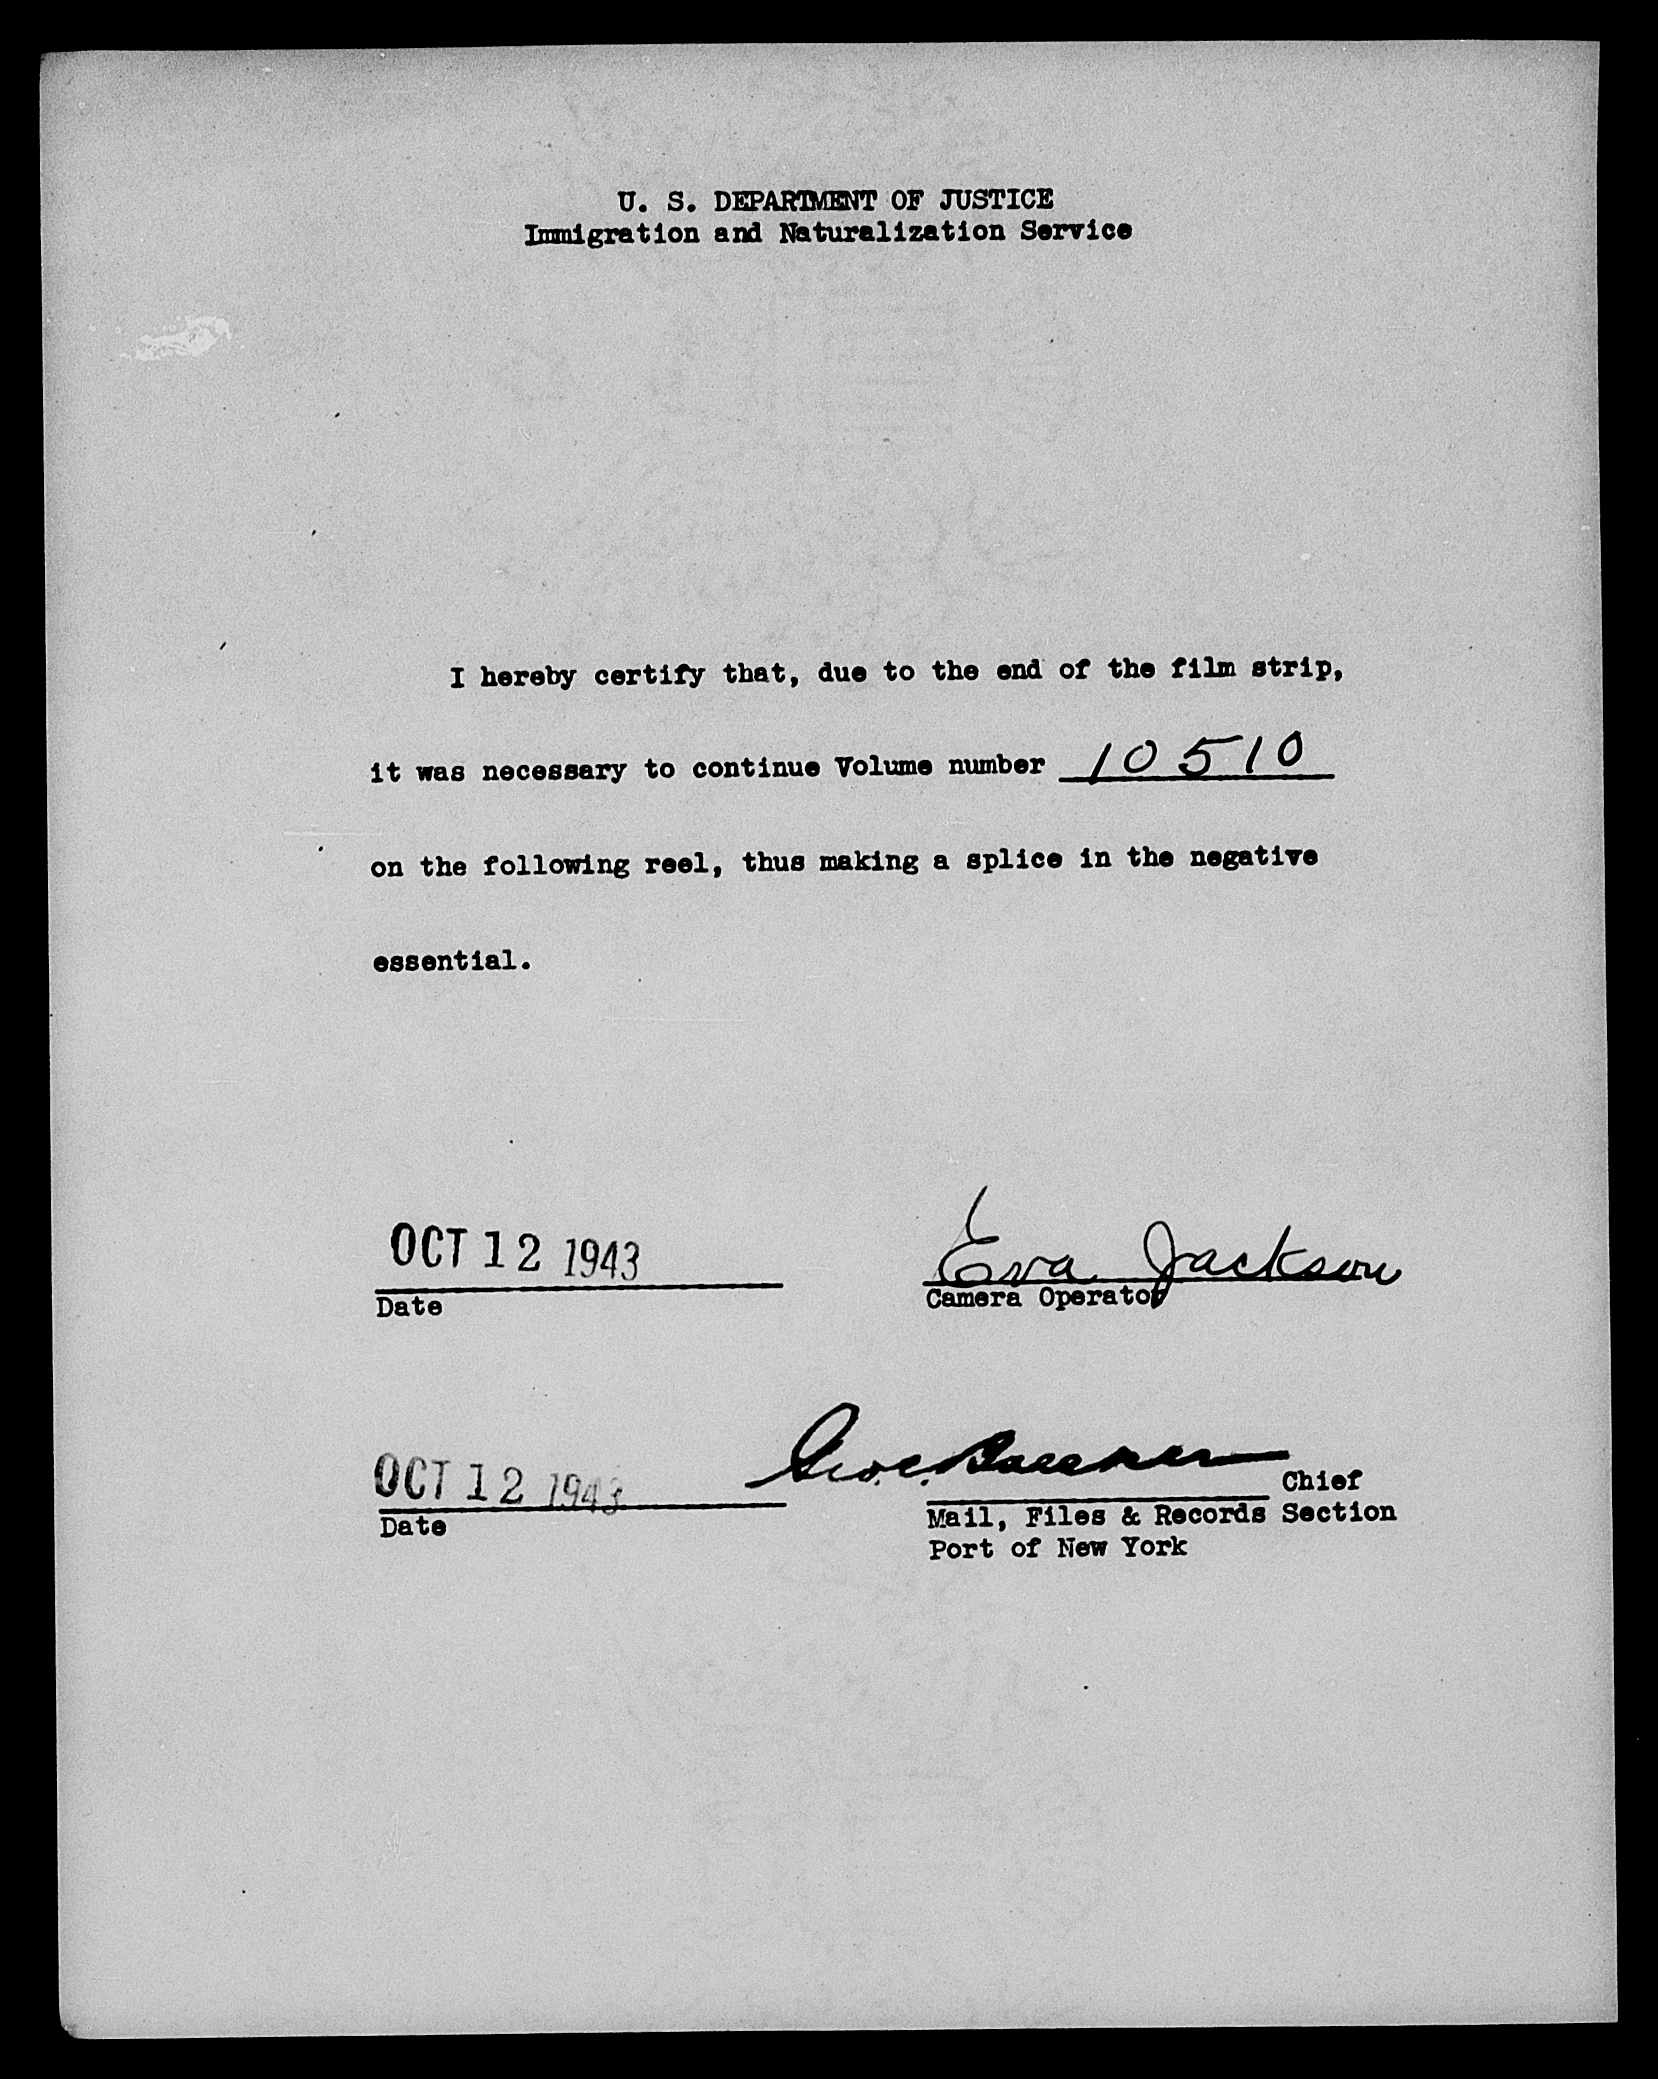 U. S. DEPARTMENT OF JUSTICE
Immigration and Naturalization Service
I hereby certify that, due to the end of the film strip,
it was necessary to continue Volume number 10510
on the following reel, thus making a splice in the negative
essential.
OCT 12 1943 Eva Jackson
Date Camera Operator
OCT 12 1943 Chief
Date Mail, Files & Records Section
Port of New York